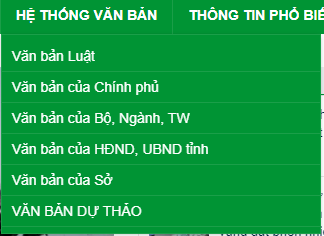 HỆ THỐNG VĂN BẢN THÔNG TIN PHỔ BIẾ
Văn bản Luật
Văn bản của Chính phủ
Văn bản của Bộ, Ngành, TW
Văn bản của HĐND, UBND tỉnh
Văn bản của Sở
VĂN BẢN DỰ THẢO